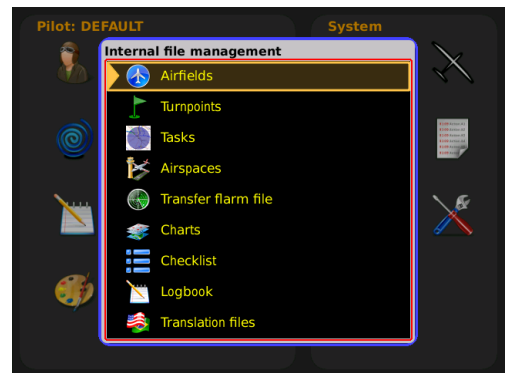 Pilot: DEFAULT
System
Internal file management
Airfields
Turnpoints
Tasks
Airspaces
Transfer flarm file
Charts
Checklist
Logbook
Translation files